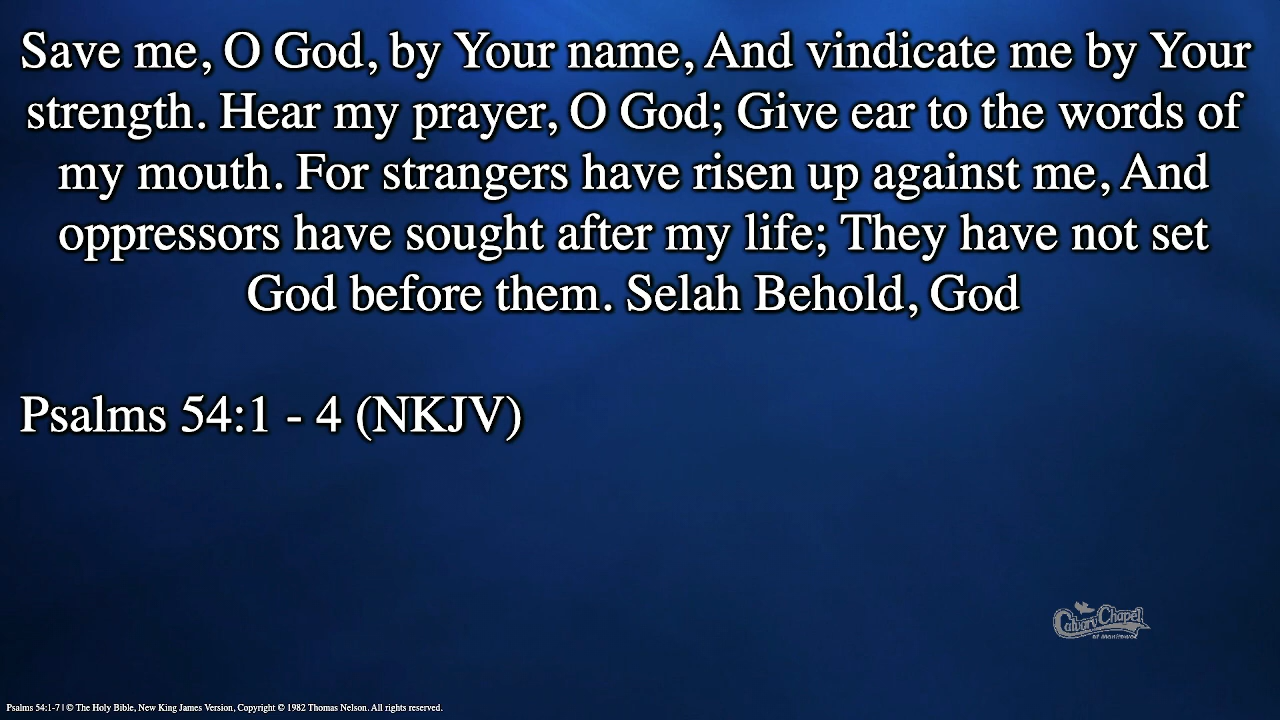 Save me, O God, by Your name, And vindicate me by Your
strength. Hear my prayer, O God; Give ear to the words of
my mouth. For strangers have risen up against me, And
oppressors have sought after my life; They have not set
God before them. Selah Behold, God
Psalms 54:1 - 4 (NKJV)
Calvary Chapel
of Manitowoc
Psalms 54:1-7 | © The Holy Bible, New King James Version, Copyright © 1982 Thomas Nelson. All rights reserved.